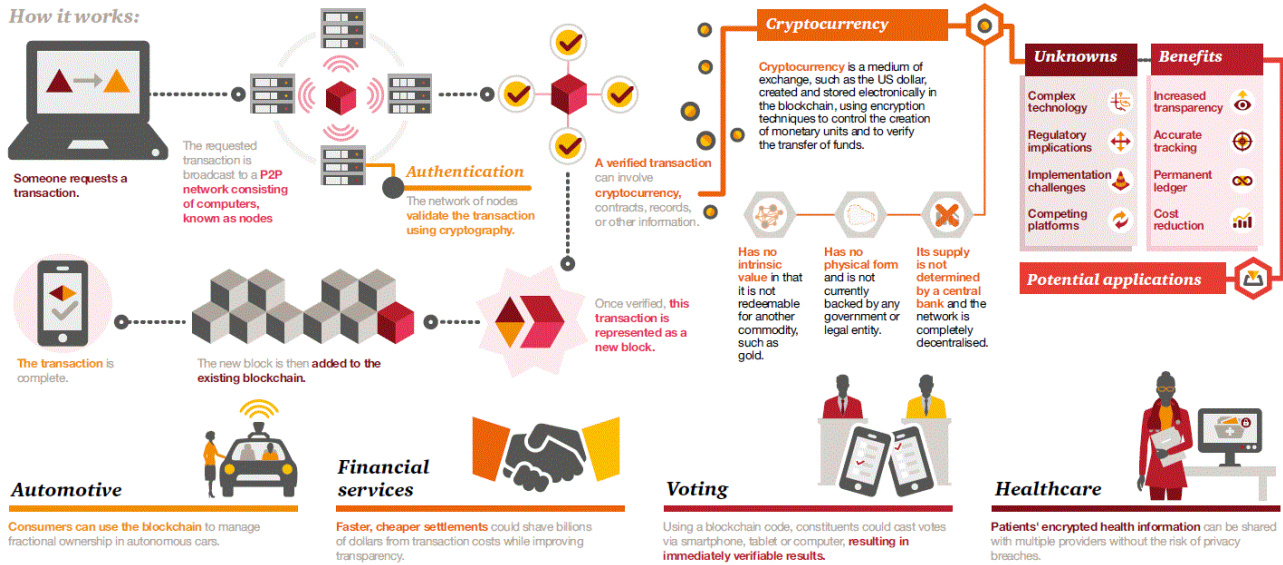 How it works:
Someone requests a
transaction.
The requested
transaction is
broadcast to a P2P
network consisting
of computers,
known as nodes
Authentication
The network of nodes
validate the transaction
using cryptography.
A verified transaction
can involve
cryptocurrency,
contracts, records,
or other information.
Cryptocurrency
Cryptocurrency is a medium of
exchange, such as the US dollar,
created and stored electronically in
the blockchain, using encryption
techniques to control the creation
of monetary units and to verify
the transfer of funds.
Has no
intrinsic
value in that
it is not
redeemable
for another
commodity,
such as
gold.
Has no
physical form
and is not
currently
backed by any
government or
legal entity.
Its supply
is not
determined
by a central
bank and the
network is
completely
decentralised.
Unknowns
Complex
technology
Regulatory
implications
Implementation
challenges
Competing
platforms
Benefits
Increased
transparency
Accurate
tracking
Permanent
ledger
Cost
reduction
Potential applications
Once verified, this
transaction is
represented as a
new block.
The new block is then added to the
existing blockchain.
The transaction is
complete.
Automotive
Consumers can use the blockchain to manage
fractional ownership in autonomous cars.
Financial
services
Faster, cheaper settlements could shave billions
of dollars from transaction costs while improving
transparency.
Voting
Using a blockchain code, constituents could cast votes
via smartphone, tablet or computer, resulting in
immediately verifiable results.
Healthcare
Patients' encrypted health information can be shared
with multiple providers without the risk of privacy
breaches.